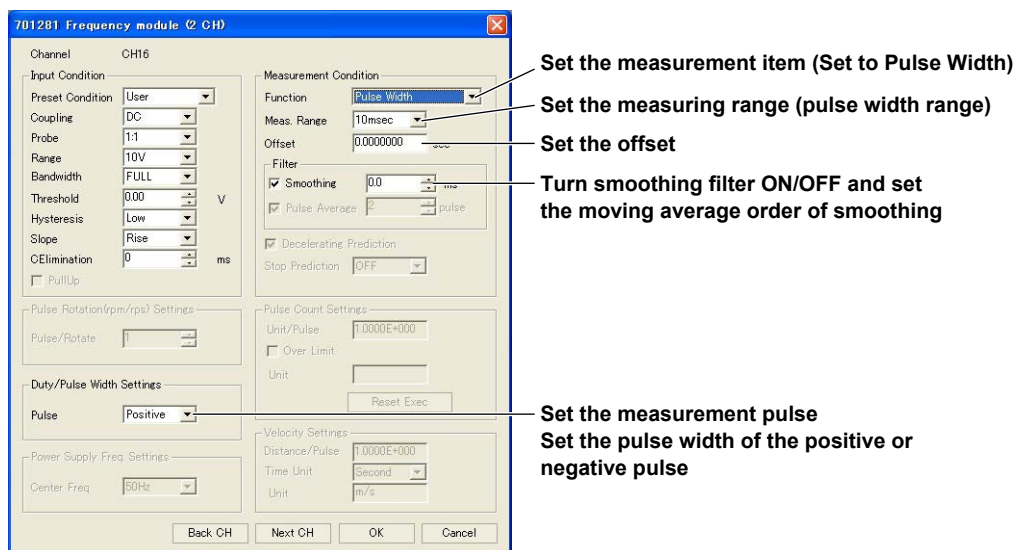 701281 Frequency module (2 CH)
Channel CH16
Input Condition
Preset Condition User
Coupling DC
Probe 1:1
Range 10V
Bandwidth FULL
Threshold 0.00 V
Hysteresis Low
Slope Rise
CElimination 0 ms
PullUp
Pulse Rotation(rpm/rps) Settings
Pulse/Rotate 1
Duty/Pulse Width Settings
Pulse Positive
Power Supply Freq. Settings
Center Freq 50Hz
Measurement Condition
Function Pulse Width
Meas. Range 10msec
Offset 0.0000000 sec
Filter
Smoothing 0.0 ms
Pulse Average 2 pulse
Decelerating Prediction
Stop Prediction OFF
Pulse Count Settings
Unit/Pulse 1.0000E+000
Over Limit
Unit
Reset Exec
Velocity Settings
Distance/Pulse 1.0000E+000
Time Unit Second
Unit m/s
Back CH Next CH OK Cancel
Set the measurement item (Set to Pulse Width)
Set the measuring range (pulse width range)
Set the offset
Turn smoothing filter ON/OFF and set
the moving average order of smoothing
Set the measurement pulse
Set the pulse width of the positive or
negative pulse